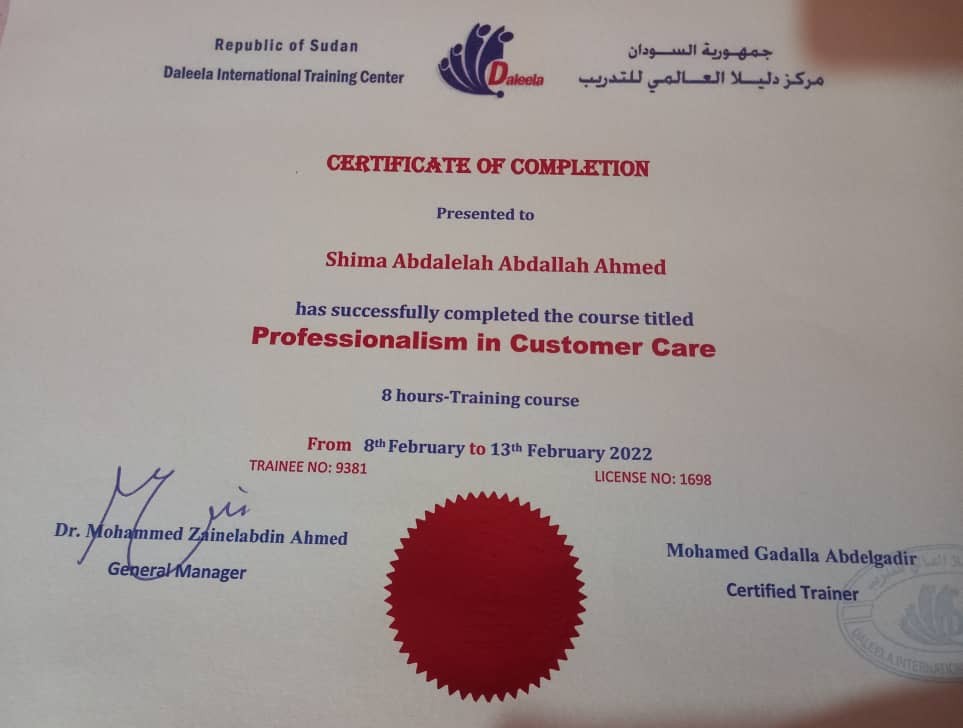 Republic of Sudan
Daleela International Training Center
Daleela
جمهورية السودان
مركز دليلا العالمي للتدريب
CERTIFICATE OF COMPLETION
Presented to
Shima Abdalelah Abdallah Ahmed
has successfully completed the course titled
Professionalism in Customer Care
8 hours-Training course
From 8th February to 13th February 2022
TRAINEE NO: 9381
LICENSE NO: 1698
Dr. Mohammed Zainelabdin Ahmed
General Manager
Mohamed Gadalla Abdelgadir
Certified Trainer
DALEELA INTERNATIONAL